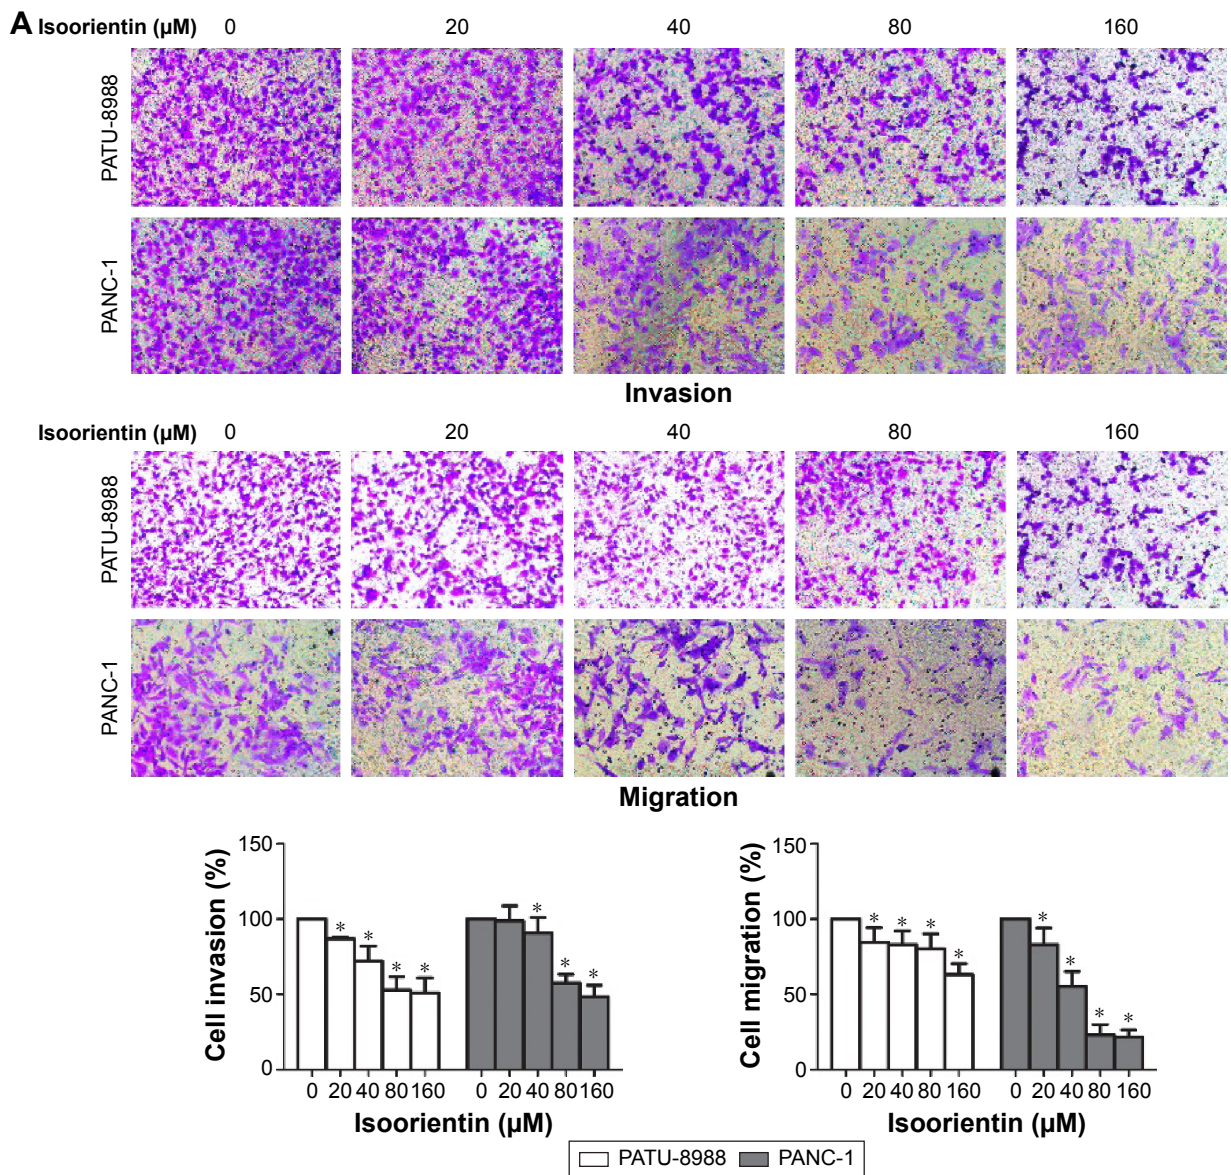 A Isoorientin (µM) 0 20 40 80 160
PATU-8988
PANC-1
Invasion
Isoorientin (µM) 0 20 40 80 160
PATU-8988
PANC-1
Migration
Cell invasion (%)
150
100
50
0
* * * * * * *
0 20 40 80 160 0 20 40 80 160
Isoorientin (µM)
Cell migration (%)
150
100
50
0
* * * * * * * *
0 20 40 80 160 0 20 40 80 160
Isoorientin (µM)
PATU-8988 PANC-1